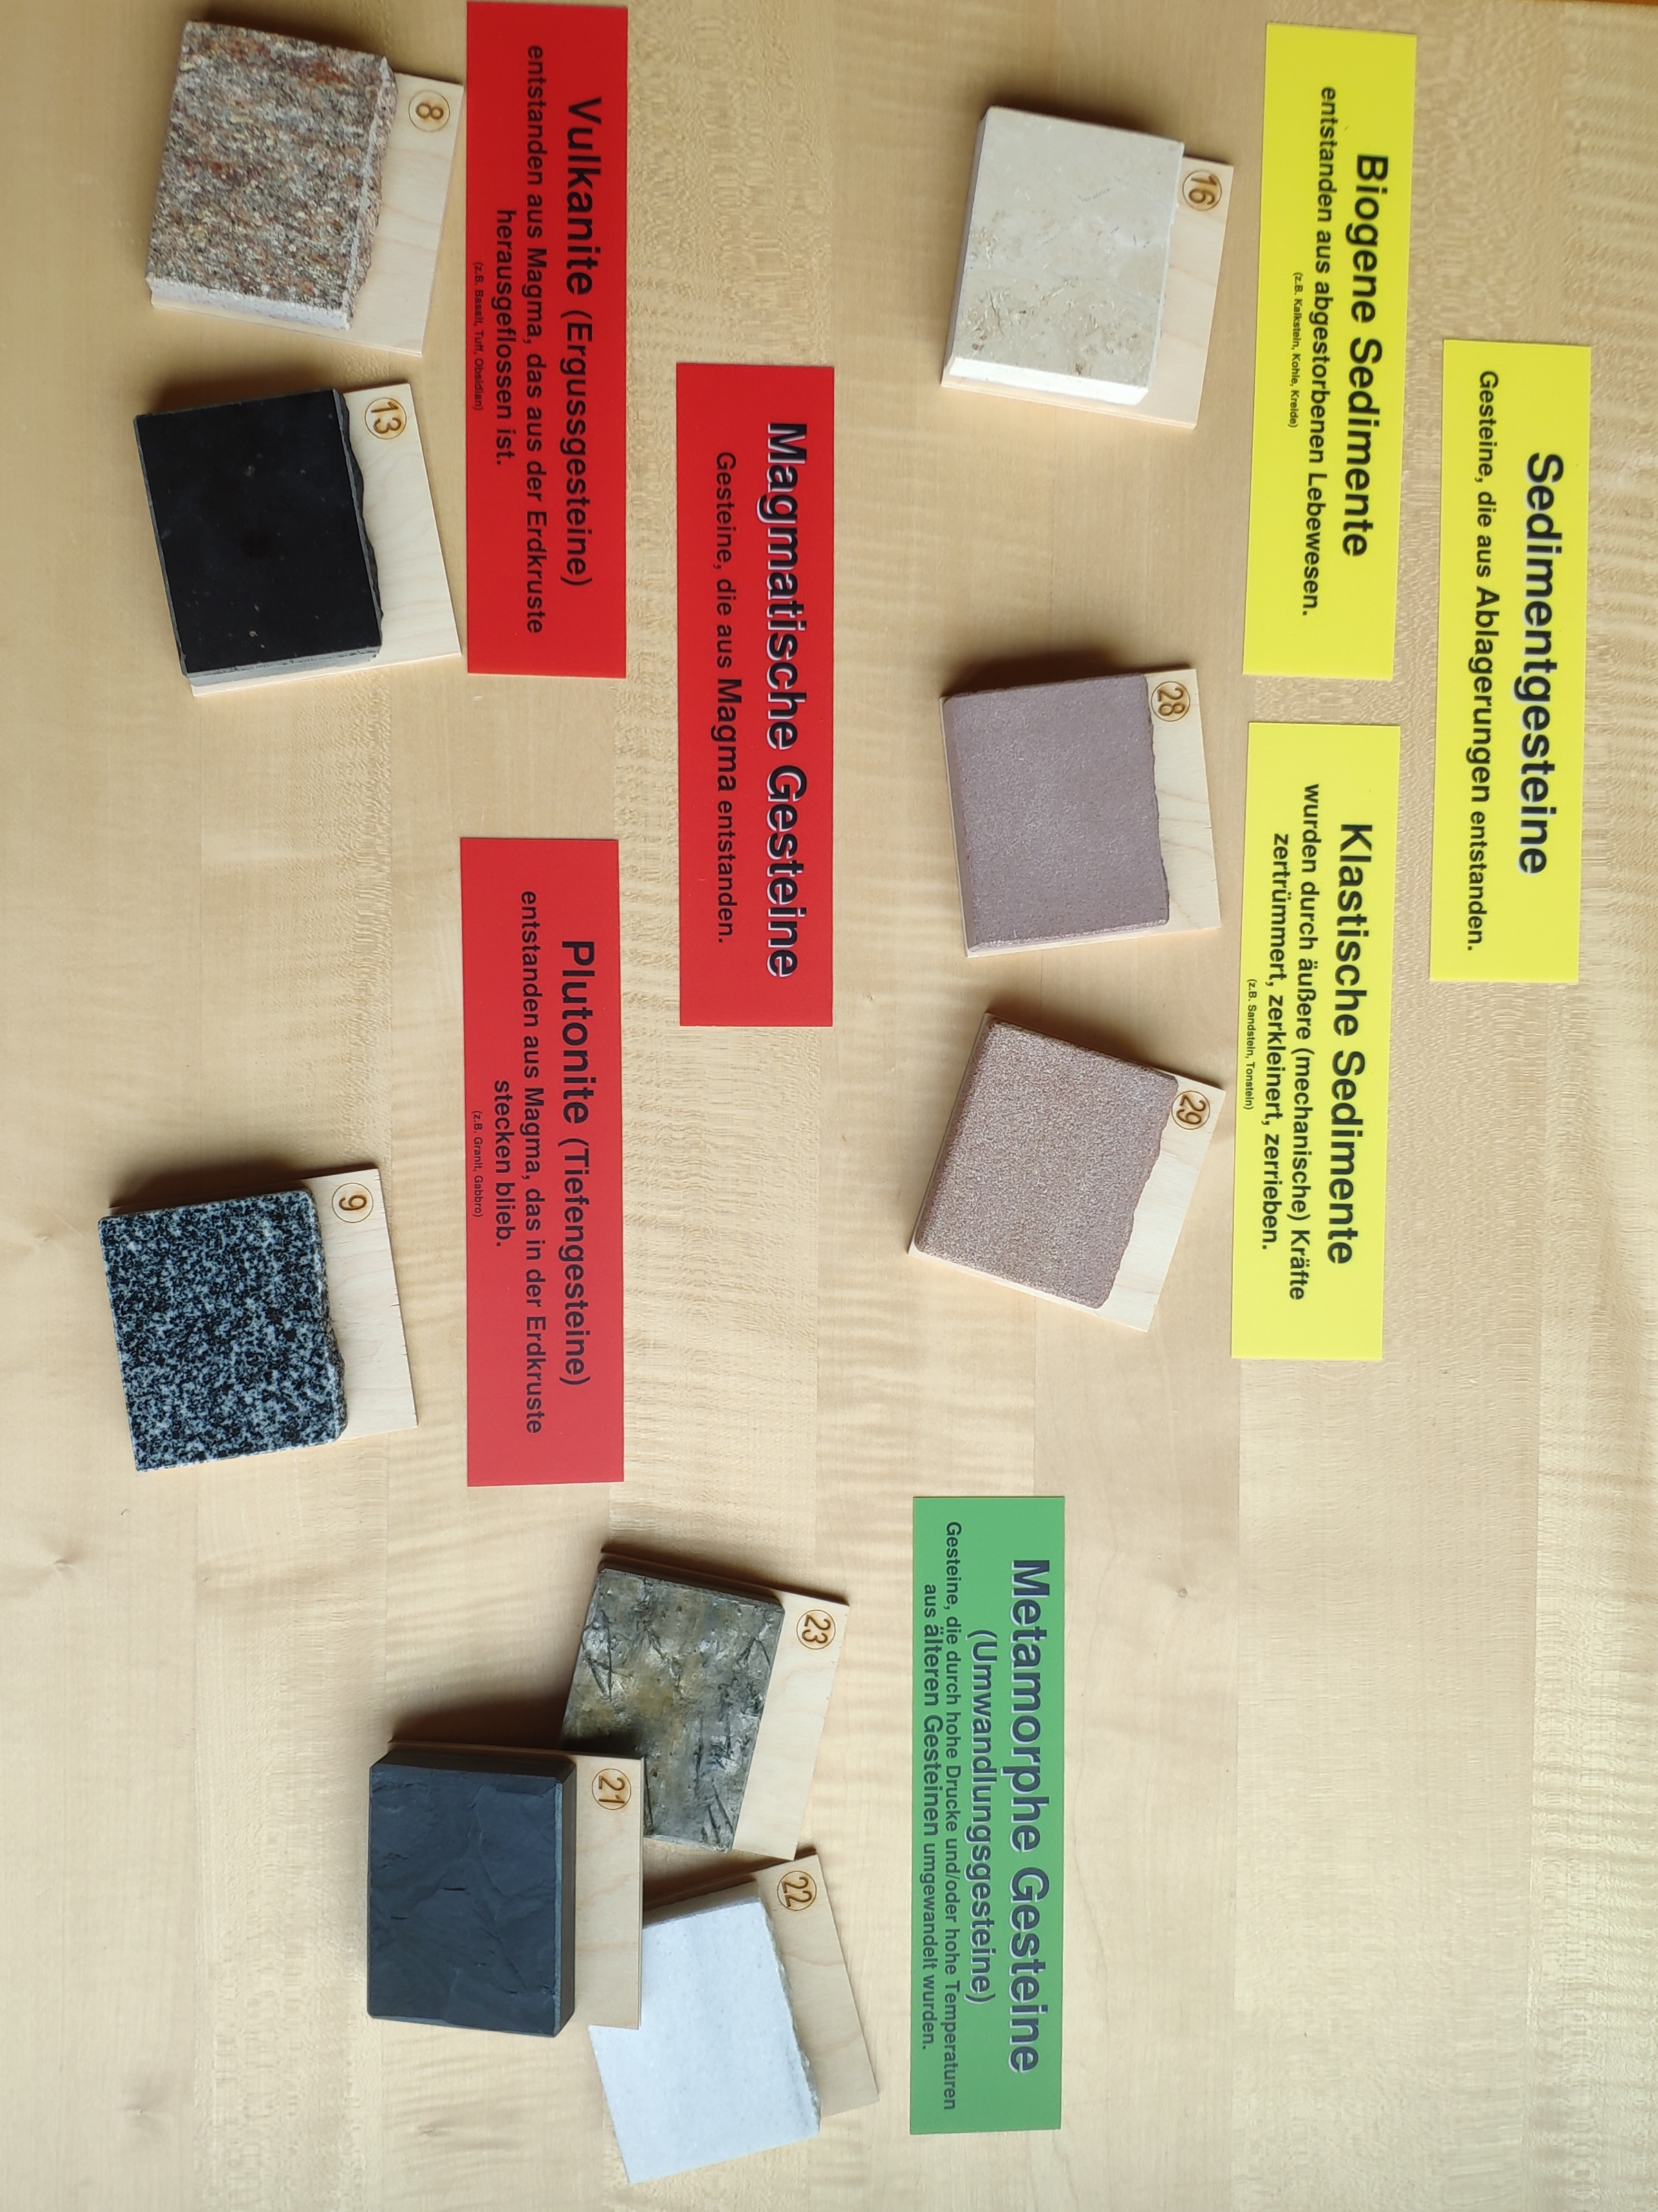 Sedimentgesteine
Gesteine, die aus Ablagerungen entstanden.
Biogene Sedimente
entstanden aus abgestorbenen Lebewesen.
(z.B. Kalkstein, Kohle, Kreide)
Klastische Sedimente
wurden durch äußere (mechanische) Kräfte
zertrümmert, zerkleinert, zerrieben.
(z.B. Sandstein, Tonstein)
16
28
29
Metamorphe Gesteine
(Umwandlungsgesteine)
Gesteine, die durch hohe Drucke und/oder hohe Temperaturen
aus älteren Gesteinen umgewandelt wurden.
23
22
21
Magmatische Gesteine
Gesteine, die aus Magma entstanden.
Vulkanite (Ergussgesteine)
entstanden aus Magma, das aus der Erdkruste
herausgeflossen ist.
(z.B. Basalt, Tuff, Obsidian)
Plutonite (Tiefengesteine)
entstanden aus Magma, das in der Erdkruste
stecken blieb.
(z.B. Granit, Gabbro)
8
13
9